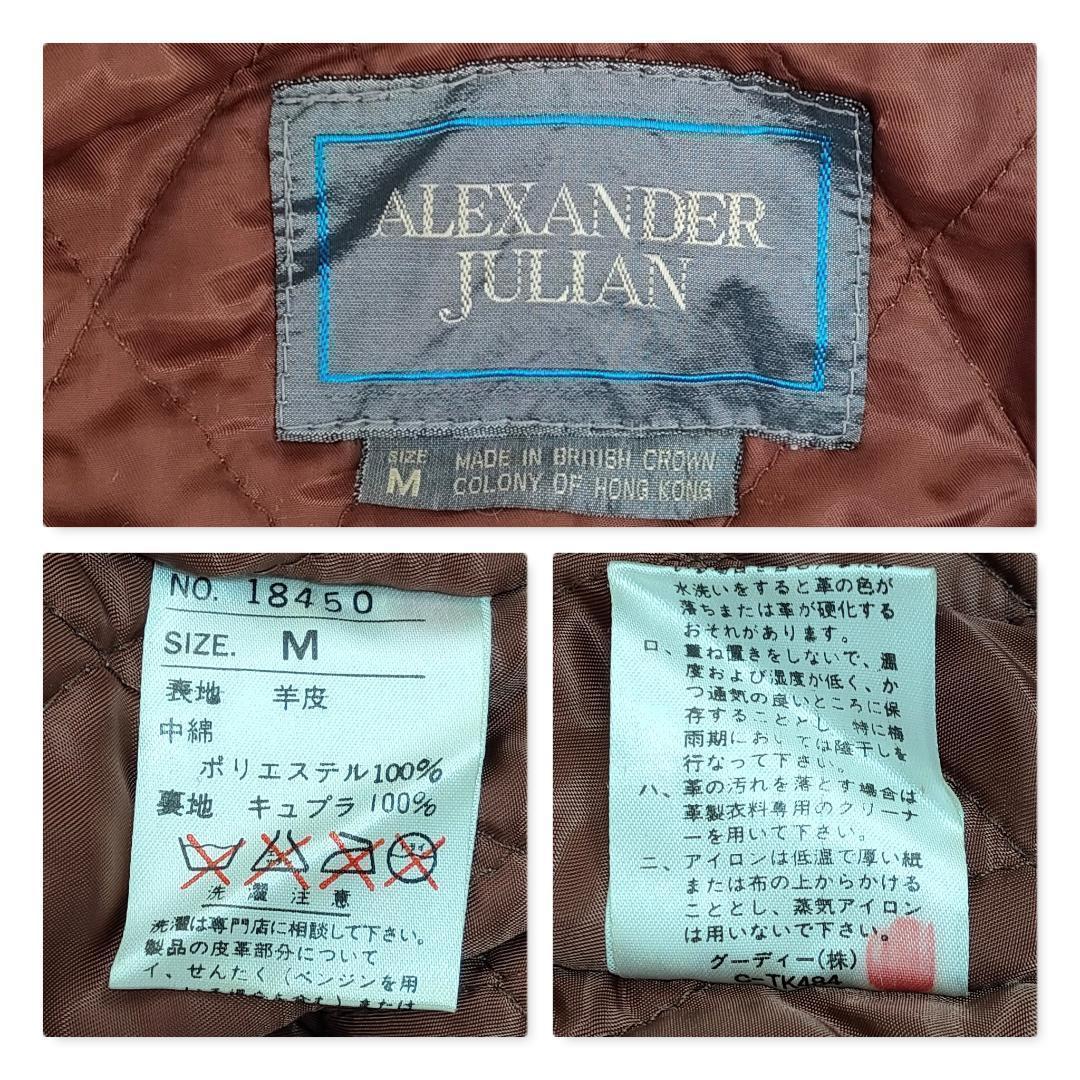 ALEXANDER
JULIAN
SIZE
M
MADE IN BRITISH CROWN
COLONY OF HONG KONG
NO. 18450
SIZE. M
表地 羊皮
中綿
ポリエステル100%
裏地 キュプラ100%
洗濯注意
洗濯は専門店に相談して下さい。
製品の皮革部分について
イ、せんたく(ベンジンを用
水洗いをすると革の色が
落ちまたは革が硬化する
おそれがあります。
ロ、重ね置きをしないで、温
度および湿度が低く、か
つ通気の良いところに保
存することとし、特に梅
雨期においては陰干しを
行なって下さい。
ハ、革の汚れを落とす場合は
革製衣料専用のクリーナ
ーを用いて下さい。
ニ、アイロンは低温で厚い紙
または布の上からかける
こととし、蒸気アイロン
は用いないで下さい。
グーディー(株)
C-TK484